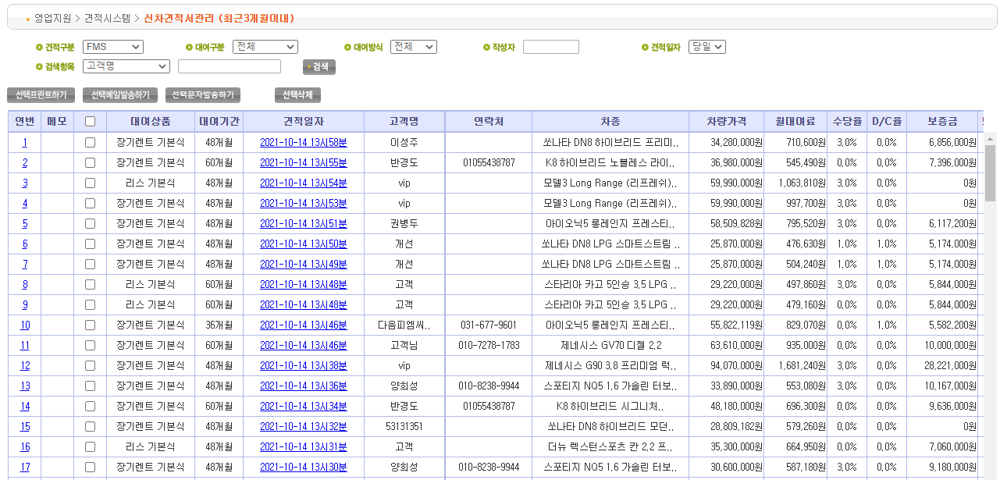 영업지원 > 견적시스템 > 신차견적서관리 (최근3개월이내)
견적구분 FMS 대여구분 전체 대여방식 전체 작성자 견적일자 당일
검색항목 고객명 검색
선택프린트하기 선택메일발송하기 선택문자발송하기 선택삭제
연번 메모 대여상품 대여기간 견적일자 고객명 연락처 차종 차량가격 월대여료 수당율 D/C율 보증금
1 장기렌트 기본식 48개월 2021-10-14 13시58분 이성주 쏘나타 DN8 하이브리드 프리미.. 34,280,000원 710,600원 3.0% 0.0% 6,856,000원
2 장기렌트 기본식 60개월 2021-10-14 13시55분 반경도 01055438787 K8 하이브리드 노블레스 라이.. 36,980,000원 545,490원 0.0% 0.0% 7,396,000원
3 리스 기본식 48개월 2021-10-14 13시54분 vip 모델3 Long Range (리프레쉬).. 59,990,000원 1,063,810원 3.0% 0.0% 0원
4 장기렌트 기본식 48개월 2021-10-14 13시53분 vip 모델3 Long Range (리프레쉬).. 59,990,000원 997,700원 3.0% 0.0% 0원
5 장기렌트 기본식 48개월 2021-10-14 13시51분 권병두 아이오닉5 롱레인지 프레스티.. 58,509,828원 795,520원 3.0% 0.0% 6,117,200원
6 장기렌트 기본식 48개월 2021-10-14 13시50분 개선 쏘나타 DN8 LPG 스마트스트림 .. 25,870,000원 476,630원 1.0% 1.0% 5,174,000원
7 장기렌트 기본식 48개월 2021-10-14 13시49분 개선 쏘나타 DN8 LPG 스마트스트림 .. 25,870,000원 504,240원 1.0% 1.0% 5,174,000원
8 리스 기본식 60개월 2021-10-14 13시48분 고객 스타리아 카고 5인승 3.5 LPG .. 29,220,000원 497,860원 3.0% 0.0% 5,844,000원
9 리스 기본식 60개월 2021-10-14 13시48분 고객 스타리아 카고 5인승 3.5 LPG .. 29,220,000원 479,160원 0.0% 0.0% 5,844,000원
10 장기렌트 기본식 36개월 2021-10-14 13시46분 다음피엠씨.. 031-677-9601 아이오닉5 롱레인지 프레스티.. 55,822,119원 829,070원 0.0% 1.0% 5,582,200원
11 장기렌트 기본식 60개월 2021-10-14 13시46분 고객님 010-7278-1783 제네시스 GV70 디젤 2.2 63,610,000원 935,000원 0.0% 0.0% 10,000,000원
12 장기렌트 기본식 48개월 2021-10-14 13시38분 vip 제네시스 G90 3.8 프리미엄 럭.. 94,070,000원 1,681,240원 3.0% 0.0% 28,221,000원
13 장기렌트 기본식 48개월 2021-10-14 13시36분 양희성 010-8238-9944 스포티지 NQ5 1.6 가솔린 터보.. 33,890,000원 553,080원 3.0% 0.0% 10,167,000원
14 장기렌트 기본식 60개월 2021-10-14 13시34분 반경도 01055438787 K8 하이브리드 시그니처.. 48,180,000원 696,300원 0.0% 0.0% 9,636,000원
15 장기렌트 기본식 48개월 2021-10-14 13시32분 53131351 쏘나타 DN8 하이브리드 모던.. 28,809,182원 579,260원 0.0% 0.0% 0원
16 리스 기본식 48개월 2021-10-14 13시31분 고객 더뉴 렉스턴스포츠 칸 2.2 프.. 35,300,000원 664,950원 0.0% 0.0% 7,060,000원
17 장기렌트 기본식 48개월 2021-10-14 13시30분 양희성 010-8238-9944 스포티지 NQ5 1.6 가솔린 터보.. 30,600,000원 587,180원 3.0% 0.0% 9,180,000원